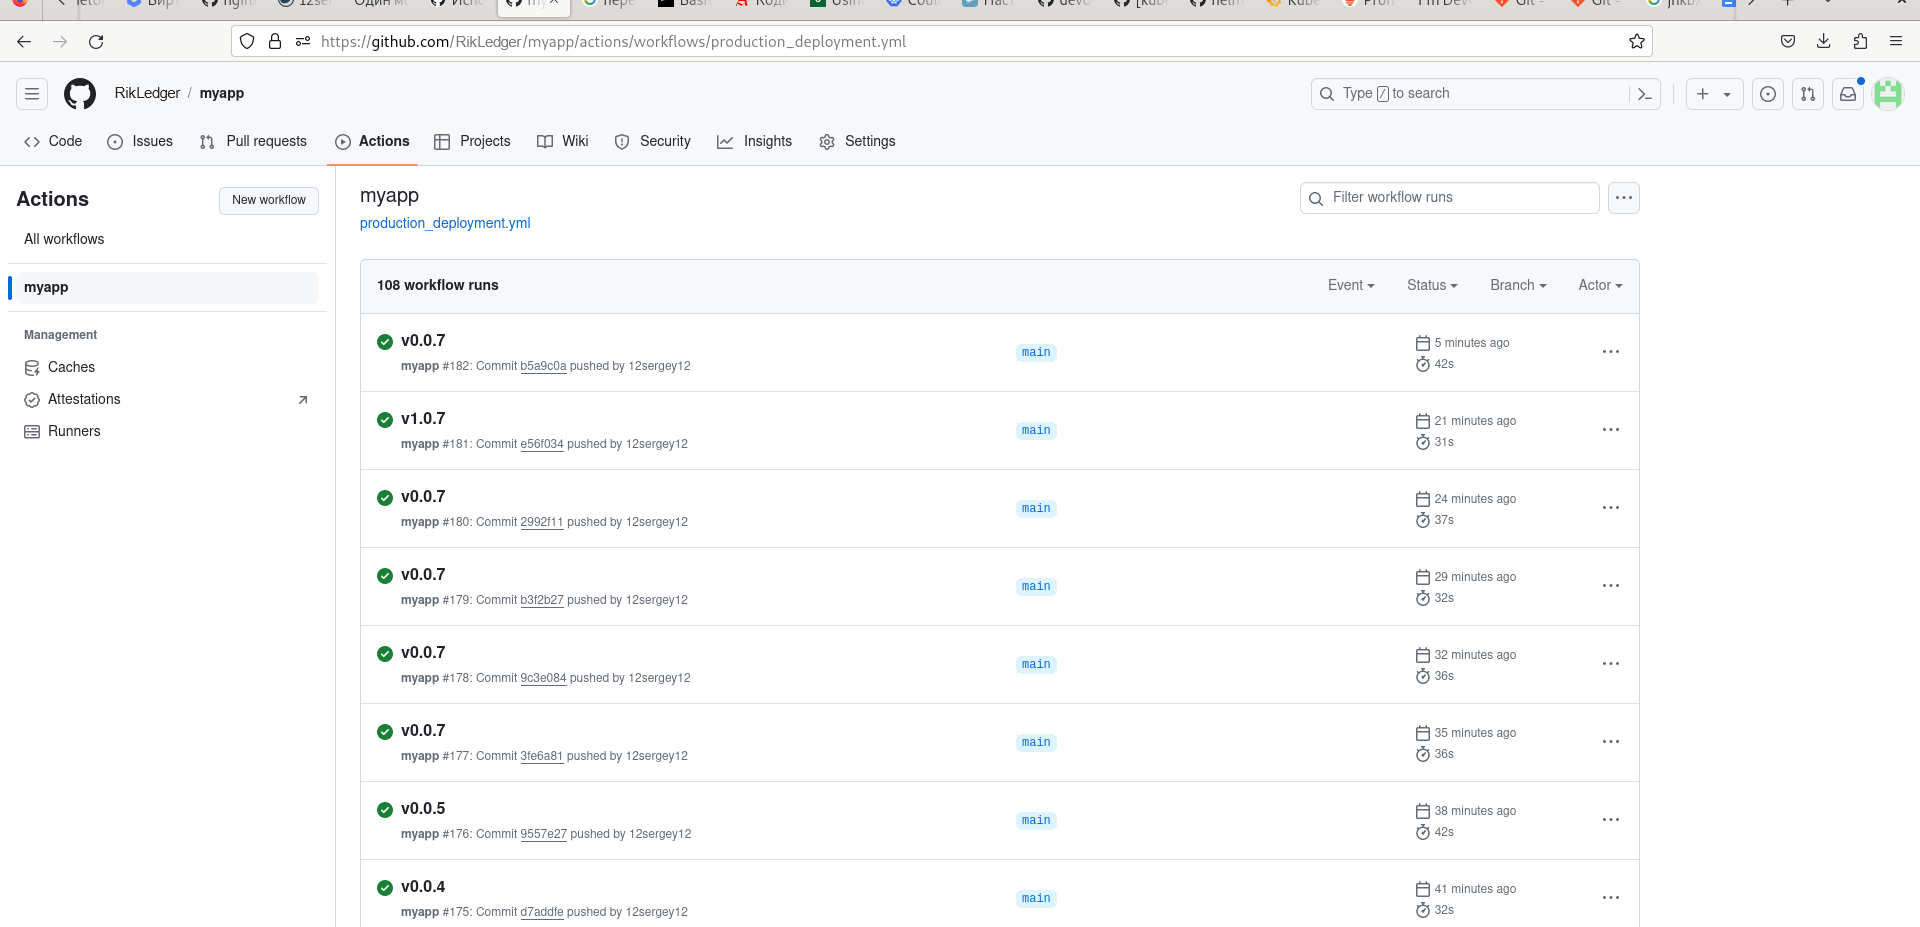 https://github.com/RikLedger/myapp/actions/workflows/production_deployment.yml
RikLedger / myapp
Type / to search
Code
Issues
Pull requests
Actions
Projects
Wiki
Security
Insights
Settings
Actions
New workflow
All workflows
myapp
Management
Caches
Attestations
Runners
myapp
production_deployment.yml
Filter workflow runs
108 workflow runs
Event
Status
Branch
Actor
v0.0.7
myapp #182: Commit b5a9c0a pushed by 12sergey12
main
5 minutes ago
42s
v1.0.7
myapp #181: Commit e56f034 pushed by 12sergey12
main
21 minutes ago
31s
v0.0.7
myapp #180: Commit 2992f11 pushed by 12sergey12
main
24 minutes ago
37s
v0.0.7
myapp #179: Commit b3f2b27 pushed by 12sergey12
main
29 minutes ago
32s
v0.0.7
myapp #178: Commit 9c3e084 pushed by 12sergey12
main
32 minutes ago
36s
v0.0.7
myapp #177: Commit 3fe6a81 pushed by 12sergey12
main
35 minutes ago
36s
v0.0.5
myapp #176: Commit 9557e27 pushed by 12sergey12
main
38 minutes ago
42s
v0.0.4
myapp #175: Commit d7addfe pushed by 12sergey12
main
41 minutes ago
32s